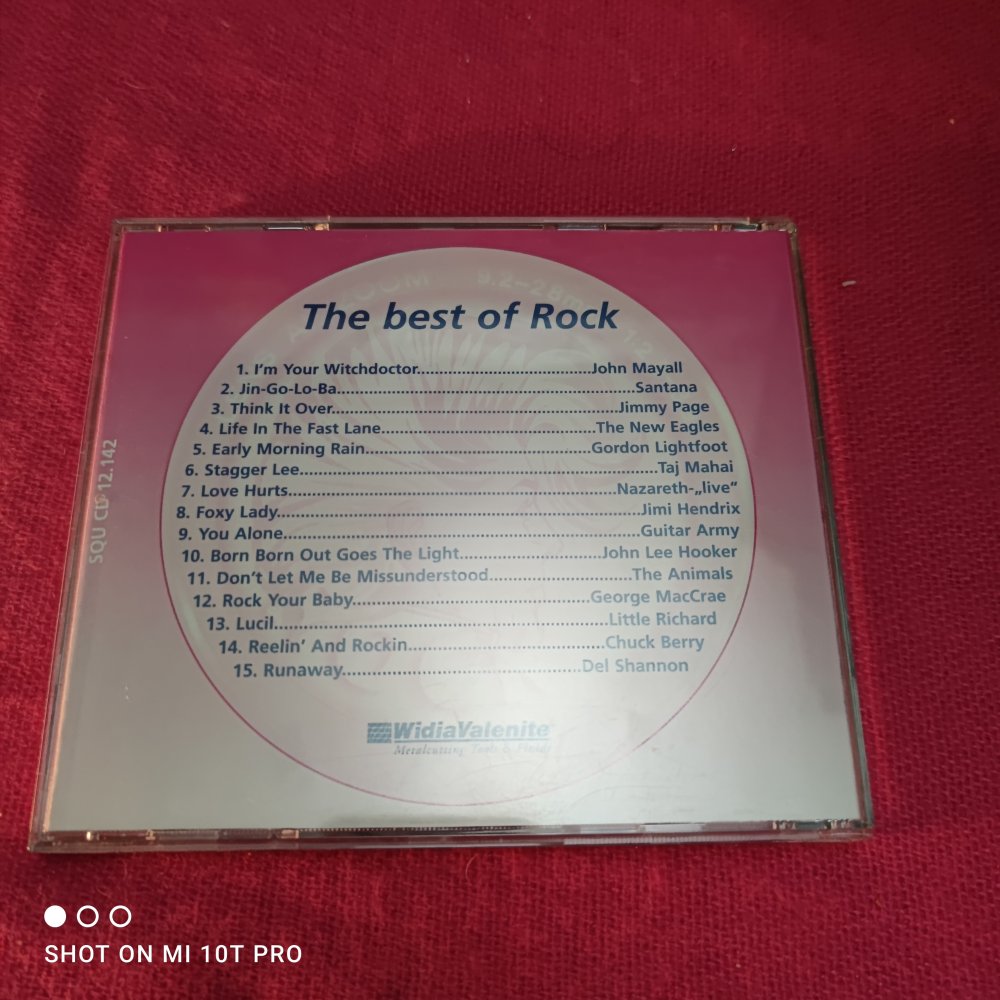 The best of Rock
1. I'm Your Witchdoctor........................................John Mayall
2. Jin-Go-Lo-Ba....................................................................Santana
3. Think It Over.................................................................Jimmy Page
4. Life In The Fast Lane.................................................The New Eagles
5. Early Morning Rain...................................................Gordon Lightfoot
6. Stagger Lee.................................................................................Taj Mahai
7. Love Hurts..........................................................................Nazareth-„live"
8. Foxy Lady...................................................................................Jimi Hendrix
9. You Alone.................................................................................Guitar Army
10. Born Born Out Goes The Light................................John Lee Hooker
11. Don't Let Me Be Missunderstood................................The Animals
12. Rock Your Baby.....................................................George MacCrae
13. Lucil............................................................................Little Richard
14. Reelin' And Rockin............................................Chuck Berry
15. Runaway.....................................................Del Shannon
WidiaValenite
Metalcutting Tools & Fluids
SQU CD 12.142
ZOOM 9.2-28m
SHOT ON MI 10T PRO